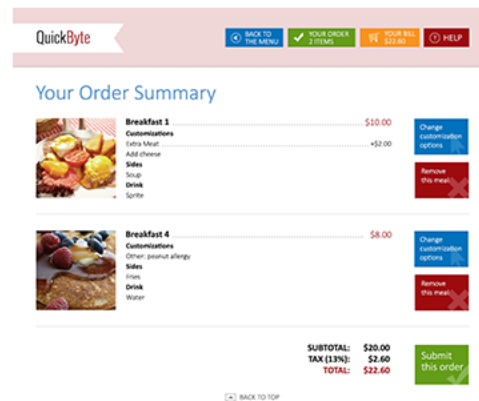 QuickByte
BACK TO THE MENU
YOUR ORDER 2 ITEMS
YOUR BILL $22.60
HELP
Your Order Summary
Breakfast 1 $10.00
Customizations
Extra Meat +$2.00
Add cheese
Sides
Soup
Drink
Sprite
Change customization options
Remove this meal
Breakfast 4 $8.00
Customizations
Other: peanut allergy
Sides
Fries
Drink
Water
Change customization options
Remove this meal
SUBTOTAL: $20.00
TAX (13%): $2.60
TOTAL: $22.60
Submit this order
BACK TO TOP